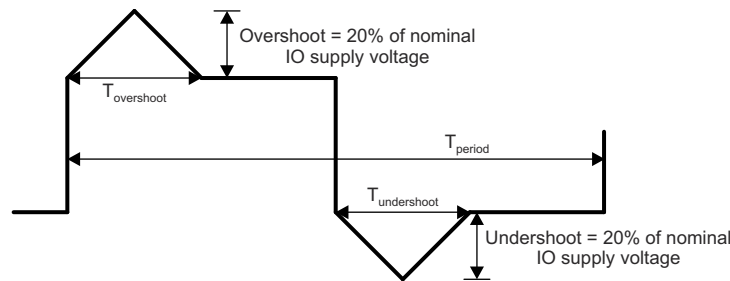 Overshoot = 20% of nominal
IO supply voltage
Tovershoot
Tperiod
Tundershoot
Undershoot = 20% of nominal
IO supply voltage